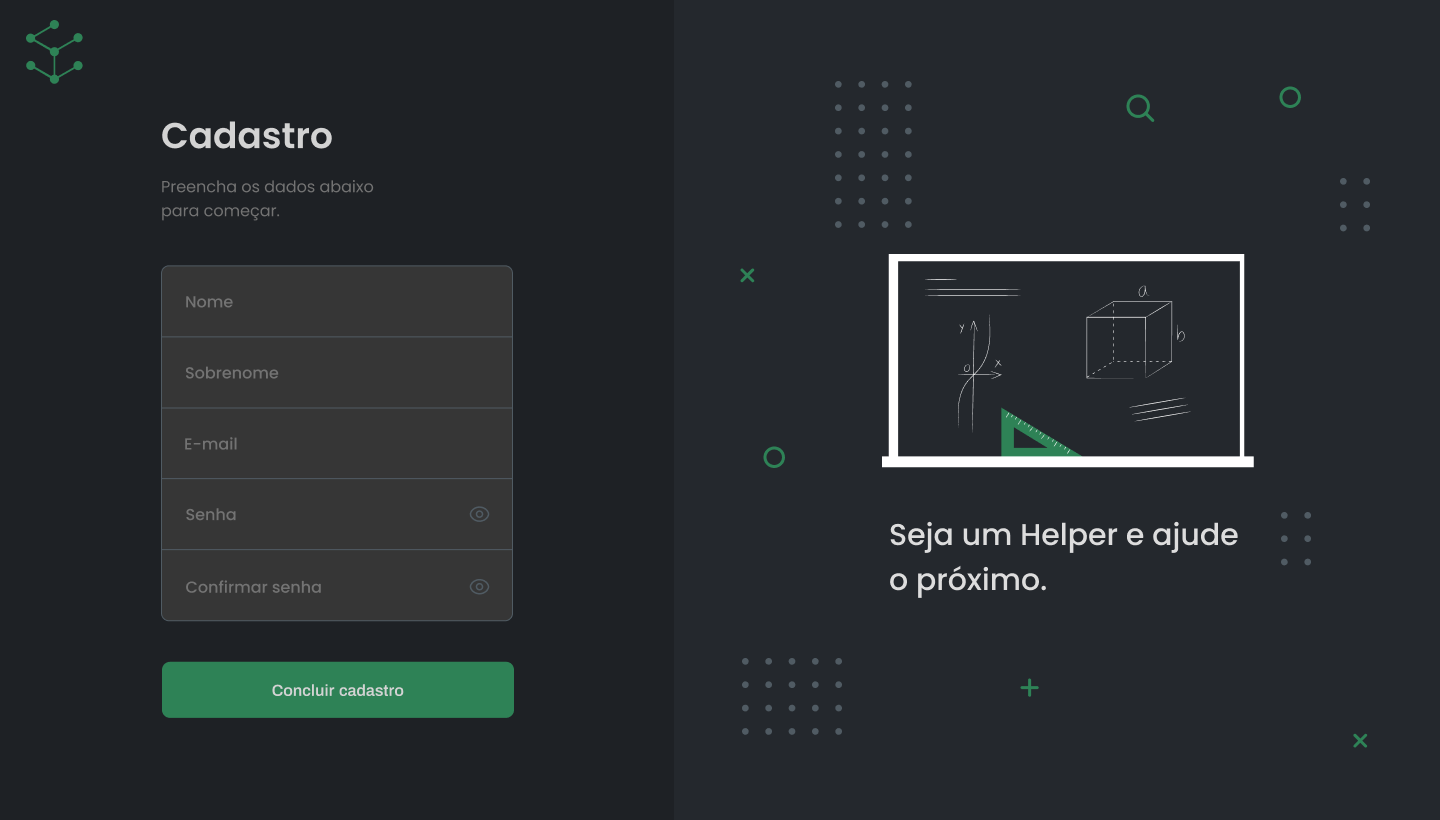 Cadastro
Preencha os dados abaixo
para começar.
Nome
Sobrenome
E-mail
Senha
Confirmar senha
Concluir cadastro
a
b
y
x
0
Seja um Helper e ajude
o próximo.